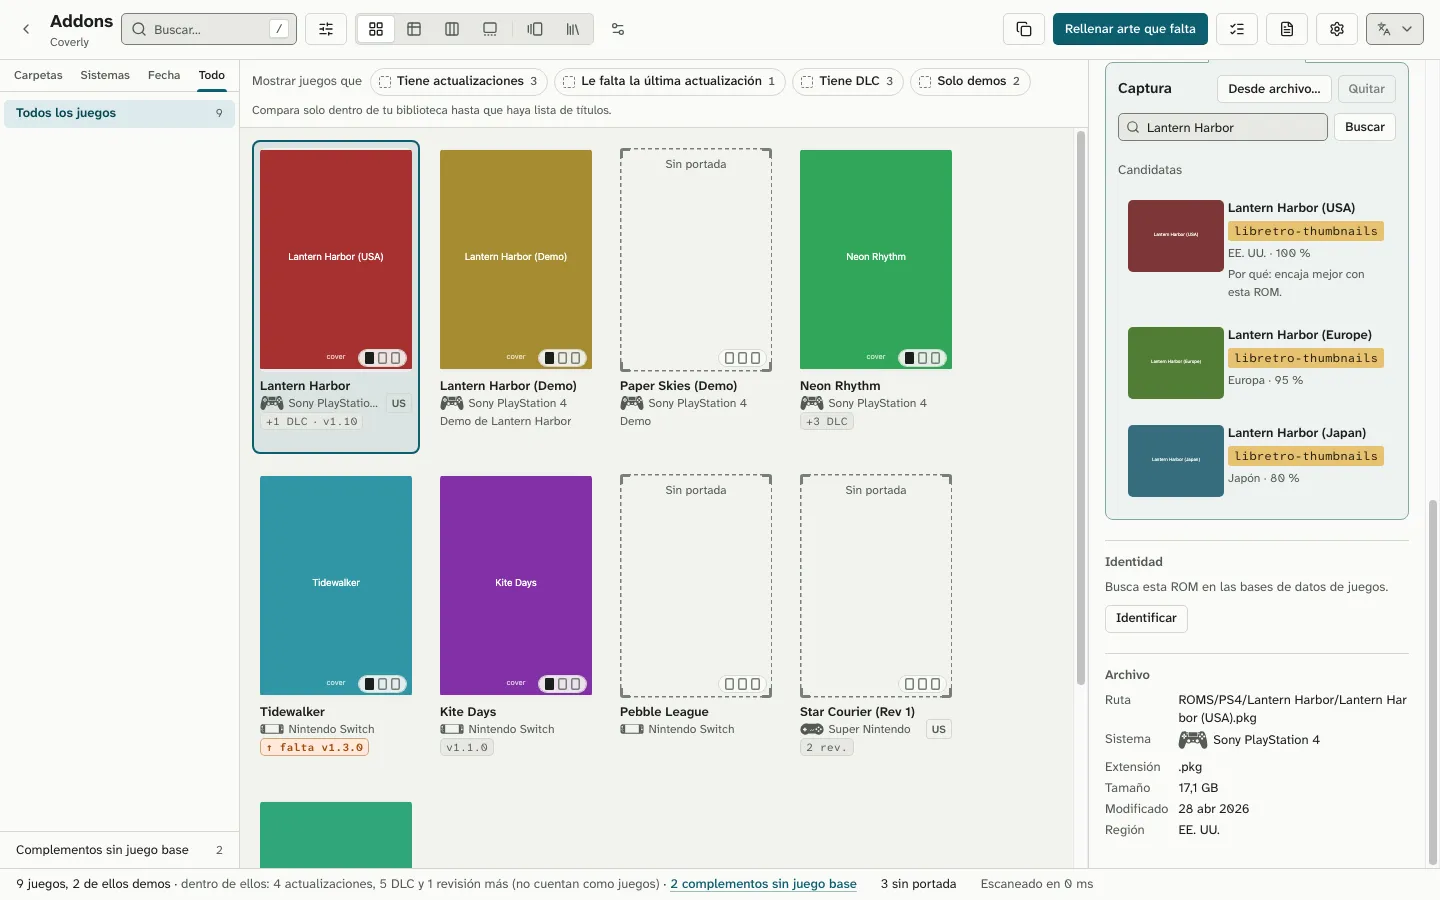 Addons
Coverly
Buscar...
/
Rellenar arte que falta
Carpetas
Sistemas
Fecha
Todo
Todos los juegos
9
Complementos sin juego base
2
Mostrar juegos que
Tiene actualizaciones 3
Le falta la última actualización 1
Tiene DLC 3
Solo demos 2
Compara solo dentro de tu biblioteca hasta que haya lista de títulos.
Lantern Harbor (USA)
cover
Lantern Harbor
Sony PlayStatio...
US
+1 DLC · v1.10
Lantern Harbor (Demo)
cover
Lantern Harbor (Demo)
Sony PlayStation 4
Demo de Lantern Harbor
Sin portada
Paper Skies (Demo)
Sony PlayStation 4
Demo
Neon Rhythm
cover
Neon Rhythm
Sony PlayStation 4
+3 DLC
Tidewalker
cover
Tidewalker
Nintendo Switch
↑ falta v1.3.0
Kite Days
cover
Kite Days
Nintendo Switch
v1.1.0
Sin portada
Pebble League
Nintendo Switch
Sin portada
Star Courier (Rev 1)
Super Nintendo
US
2 rev.
Captura
Desde archivo...
Quitar
Lantern Harbor
Buscar
Candidatas
Lantern Harbor (USA)
Lantern Harbor (USA)
libretro-thumbnails
EE. UU. · 100 %
Por qué: encaja mejor con
esta ROM.
Lantern Harbor (Europe)
Lantern Harbor (Europe)
libretro-thumbnails
Europa · 95 %
Lantern Harbor (Japan)
Lantern Harbor (Japan)
libretro-thumbnails
Japón · 80 %
Identidad
Busca esta ROM en las bases de datos de juegos.
Identificar
Archivo
Ruta
ROMS/PS4/Lantern Harbor/Lantern Har
bor (USA).pkg
Sistema
Sony PlayStation 4
Extensión
.pkg
Tamaño
17,1 GB
Modificado
28 abr 2026
Región
EE. UU.
9 juegos, 2 de ellos demos · dentro de ellos: 4 actualizaciones, 5 DLC y 1 revisión más (no cuentan como juegos) · 2 complementos sin juego base
3 sin portada
Escaneado en 0 ms